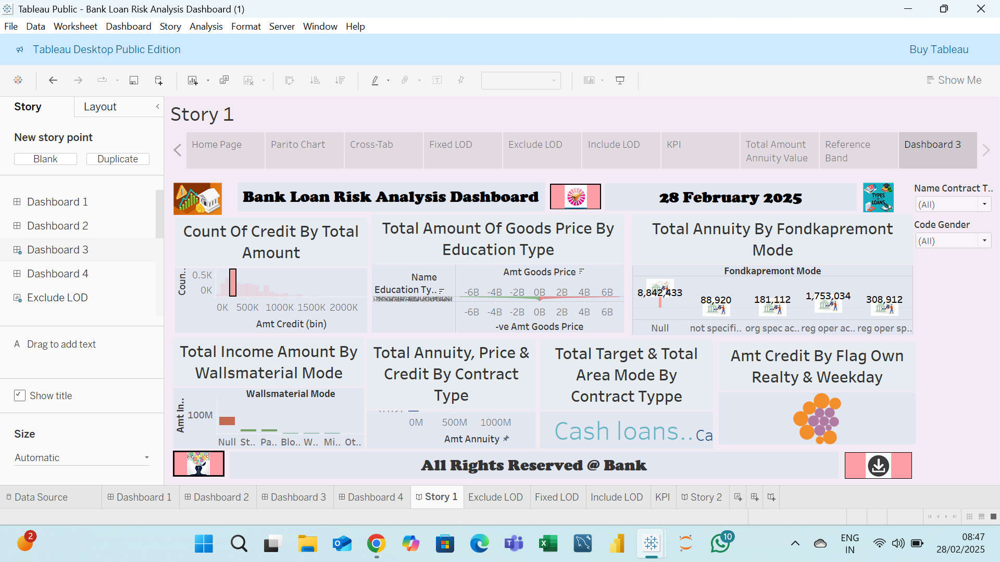 Tableau Public - Bank Loan Risk Analysis Dashboard (1)
File Data Worksheet Dashboard Story Analysis Format Server Window Help
Tableau Desktop Public Edition
Buy Tableau
Show Me
Story
Layout
New story point
Blank
Duplicate
Dashboard 1
Dashboard 2
Dashboard 3
Dashboard 4
Exclude LOD
A Drag to add text
Show title
Size
Automatic
Story 1
Home Page
Parito Chart
Cross-Tab
Fixed LOD
Exclude LOD
Include LOD
KPI
Total Amount
Annuity Value
Reference
Band
Dashboard 3
Bank Loan Risk Analysis Dashboard
28 February 2025
TYPES
OF
LOANS
Name Contract T..
(All)
Code Gender
(All)
Count Of Credit By Total
Amount
Coun..
0.5K
0K
0K 500K 1000K 1500K 2000K
Amt Credit (bin)
Total Amount Of Goods Price By
Education Type
Name
Education Ty..
Amt Goods Price
-6B -4B -2B 0B 2B 4B 6B
-6B -4B -2B 0B 2B 4B 6B
-ve Amt Goods Price
Total Annuity By Fondkapremont
Mode
Fondkapremont Mode
8,842,433
88,920
181,112
1,753,034
308,912
Null not specifi.. org spec ac.. reg oper ac.. reg oper sp..
Total Income Amount By
Wallsmaterial Mode
Wallsmaterial Mode
Amt In..
100M
Null St.. Pa.. Blo.. W.. Mi.. Ot..
Total Annuity, Price &
Credit By Contract
Type
0M 500M 1000M
Amt Annuity
Total Target & Total
Area Mode By
Contract Typpe
Cash loans.. Ca
Amt Credit By Flag Own
Realty & Weekday
All Rights Reserved @ Bank
Data Source
Dashboard 1
Dashboard 2
Dashboard 3
Dashboard 4
Story 1
Exclude LOD
Fixed LOD
Include LOD
KPI
Story 2
2
10
ENG
IN
08:47
28/02/2025